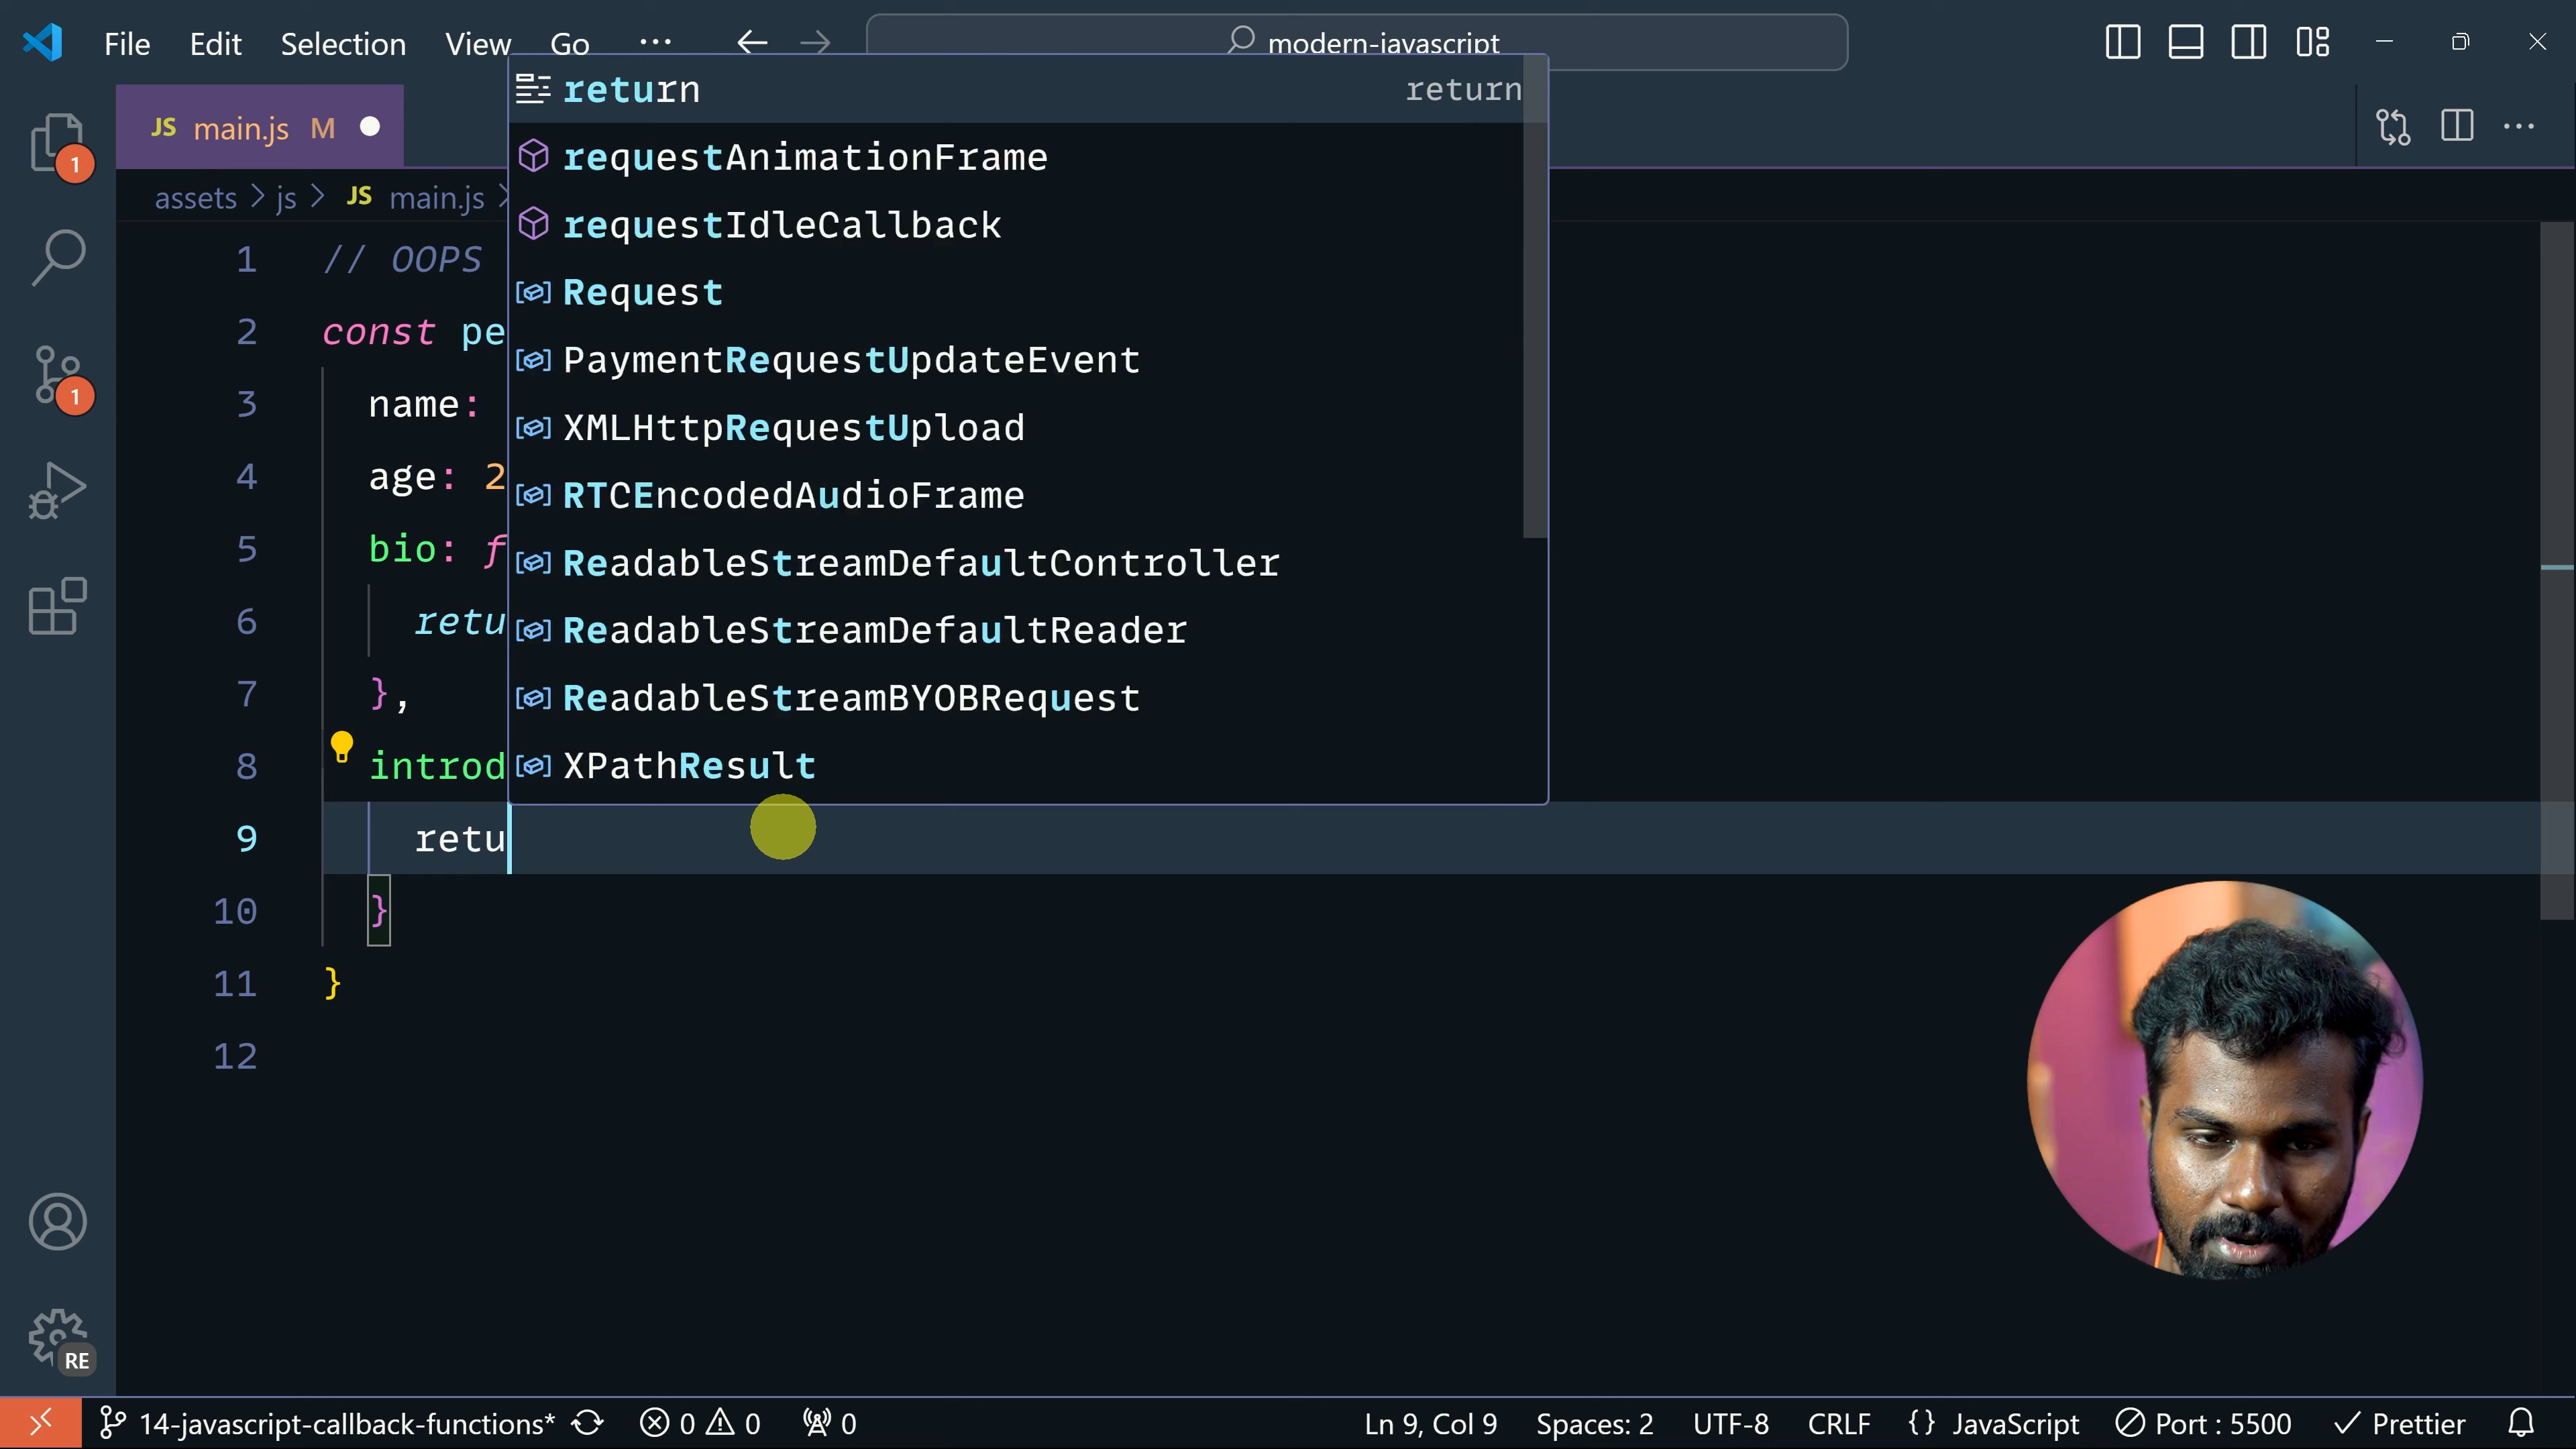 File Edit Selection View Go ··· modern-javascript
return return
JS main.js M
requestAnimationFrame
assets > js > JS main.js >
requestIdleCallback
1 // OOPS
Request
2 const pe
PaymentRequestUpdateEvent
3 name:
XMLHttpRequestUpload
4 age: 2
RTCEncodedAudioFrame
5 bio: f
ReadableStreamDefaultController
6 retu
ReadableStreamDefaultReader
7 },
ReadableStreamBYOBRequest
8 introd
XPathResult
9 retu
10 }
11 }
12
1
1
RE
14-javascript-callback-functions* 0 0 0 Ln 9, Col 9 Spaces: 2 UTF-8 CRLF {} JavaScript Port : 5500 Prettier